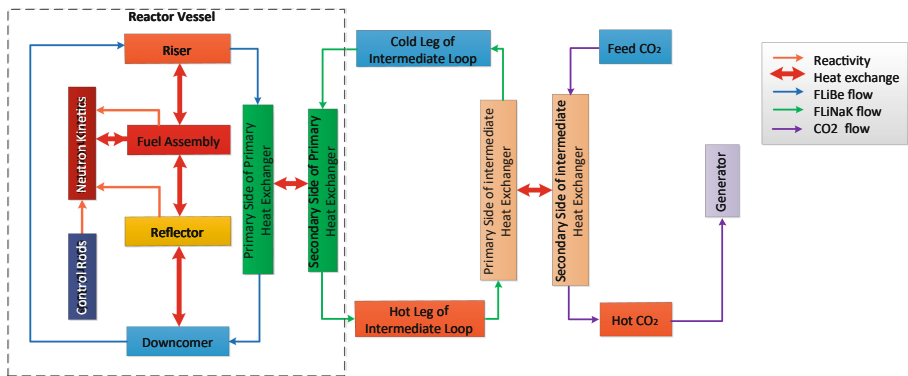 Reactor Vessel
Riser
Fuel Assembly
Neutron Kinetics
Reflector
Control Rods
Downcomer
Primary Side of Primary
Heat Exchanger
Secondary Side of Primary
Heat Exchanger
Cold Leg of
Intermediate Loop
Hot Leg of
Intermediate Loop
Primary Side of intermediate
Heat Exchanger
Secondary Side of intermediate
Heat Exchanger
Feed CO₂
Hot CO₂
Generator
Reactivity
Heat exchange
FLiBe flow
FLiNaK flow
CO2 flow